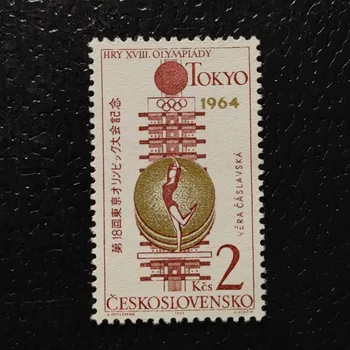 HRY XVIII. OLYMPIÁDY
TOKYO
1964
第18回東京オリンピック大会記念
VĚRA ČÁSLAVSKÁ
2
Kčs
ČESKOSLOVENSKO